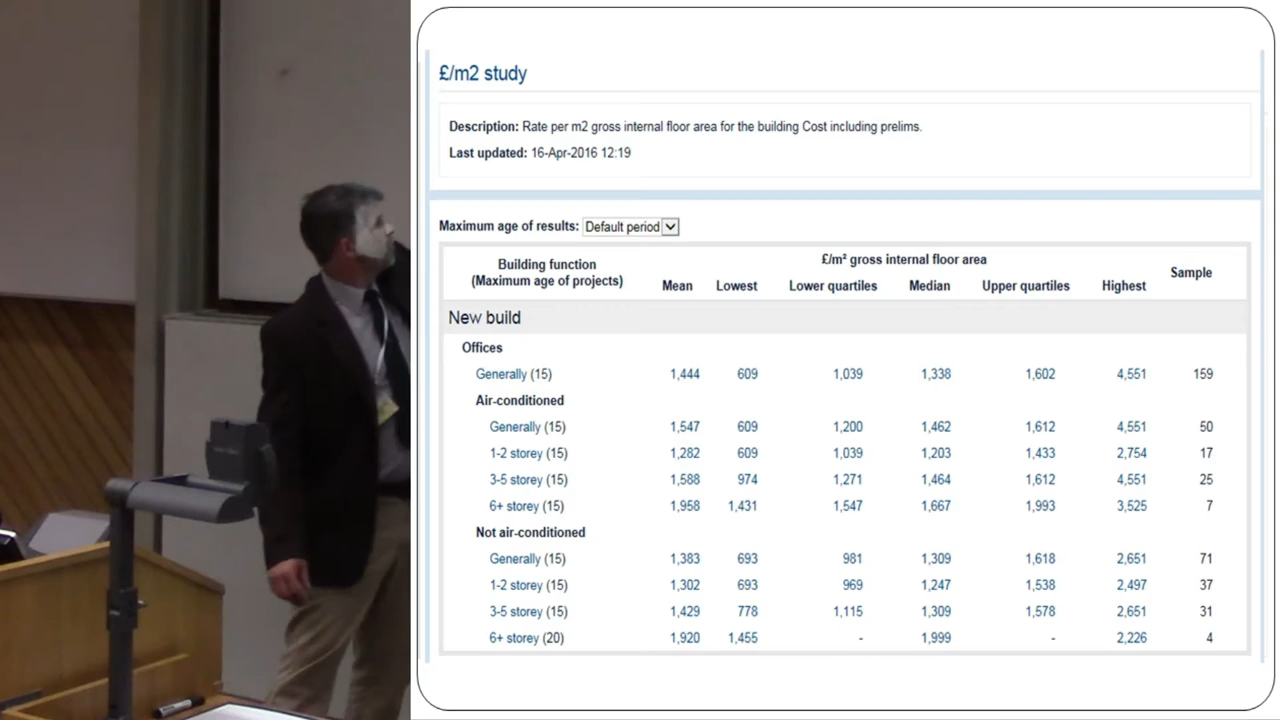 £/m2 study
Description: Rate per m2 gross internal floor area for the building Cost including prelims.
Last updated: 16-Apr-2016 12:19
Maximum age of results: Default period
Building function (Maximum age of projects) £/m² gross internal floor area Sample
Mean Lowest Lower quartiles Median Upper quartiles Highest
New build
Offices
Generally (15) 1,444 609 1,039 1,338 1,602 4,551 159
Air-conditioned
Generally (15) 1,547 609 1,200 1,462 1,612 4,551 50
1-2 storey (15) 1,282 609 1,039 1,203 1,433 2,754 17
3-5 storey (15) 1,588 974 1,271 1,464 1,612 4,551 25
6+ storey (15) 1,958 1,431 1,547 1,667 1,993 3,525 7
Not air-conditioned
Generally (15) 1,383 693 981 1,309 1,618 2,651 71
1-2 storey (15) 1,302 693 969 1,247 1,538 2,497 37
3-5 storey (15) 1,429 778 1,115 1,309 1,578 2,651 31
6+ storey (20) 1,920 1,455 - 1,999 - 2,226 4